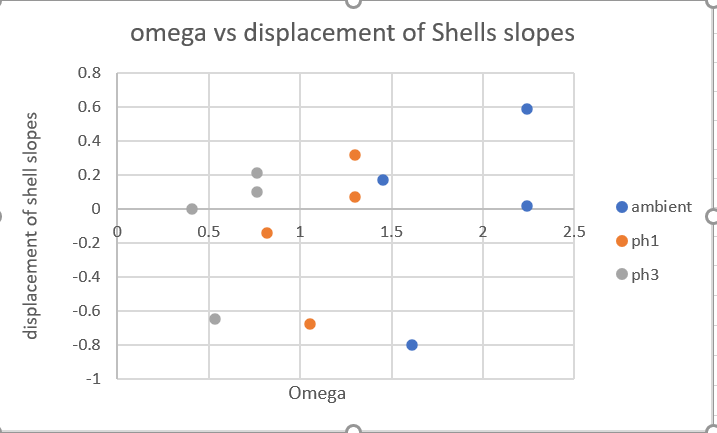 omega vs displacement of Shells slopes
displacement of shell slopes
0.8
0.6
0.4
0.2
0
-0.2
-0.4
-0.6
-0.8
-1
0 0.5 1 1.5 2 2.5
Omega
ambient
ph1
ph3